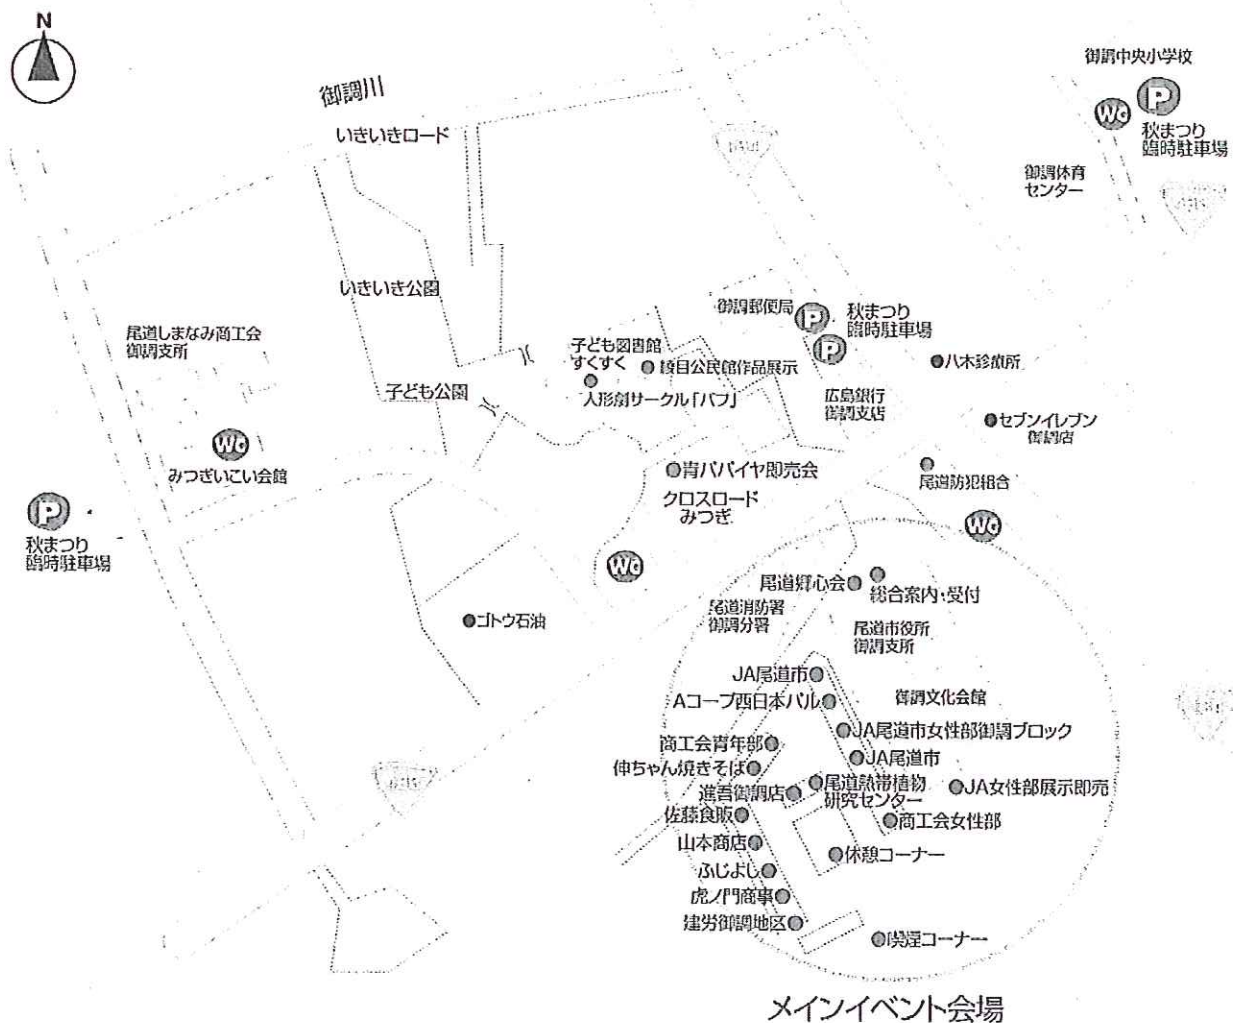 N
御調川
いきいきロード
御調中央小学校
WC
P
秋まつり
臨時駐車場
御調体育
センター
いきいき公園
尾道しまなみ商工会
御調支所
御調郵便局
P
秋まつり
臨時駐車場
P
子ども図書館
すくすく
綾目公民館作品展示
人形劇サークル「パフ」
八木診療所
子ども公園
広島銀行
御調支店
セブンイレブン
御調店
WC
みつぎいこい会館
青パパイヤ即売会
尾道防犯組合
クロスロード
みつぎ
P
秋まつり
臨時駐車場
WC
WC
尾道郷心会
総合案内・受付
尾道消防署
御調分署
ゴトウ石油
尾道市役所
御調支所
JA尾道市
Aコープ西日本パル
御調文化会館
JA尾道市女性部御調ブロック
商工会青年部
JA尾道市
伸ちゃん焼きそば
尾道熱帯植物
研究センター
進吾御調店
JA女性部展示即売
佐藤食販
商工会女性部
山本商店
休憩コーナー
ふじよし
虎ノ門商事
建労御調地区
喫煙コーナー
メインイベント会場